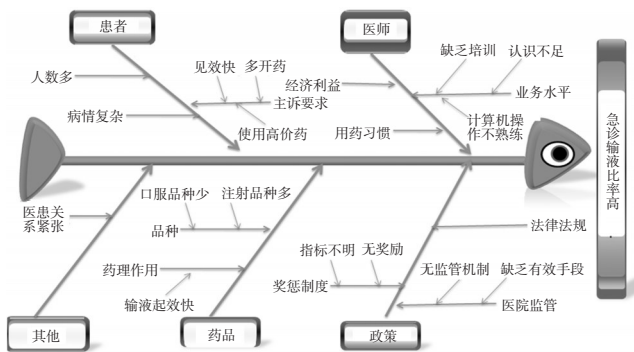 患者
医师
人数多
见效快
多开药
主诉要求
病情复杂
使用高价药
缺乏培训
认识不足
经济利益
业务水平
计算机操
作不熟练
用药习惯
急诊输液比率高
医患关
系紧张
口服品种少
注射品种多
品种
药理作用
输液起效快
法律法规
指标不明
无奖励
奖惩制度
无监管机制
缺乏有效手段
医院监管
其他
药品
政策